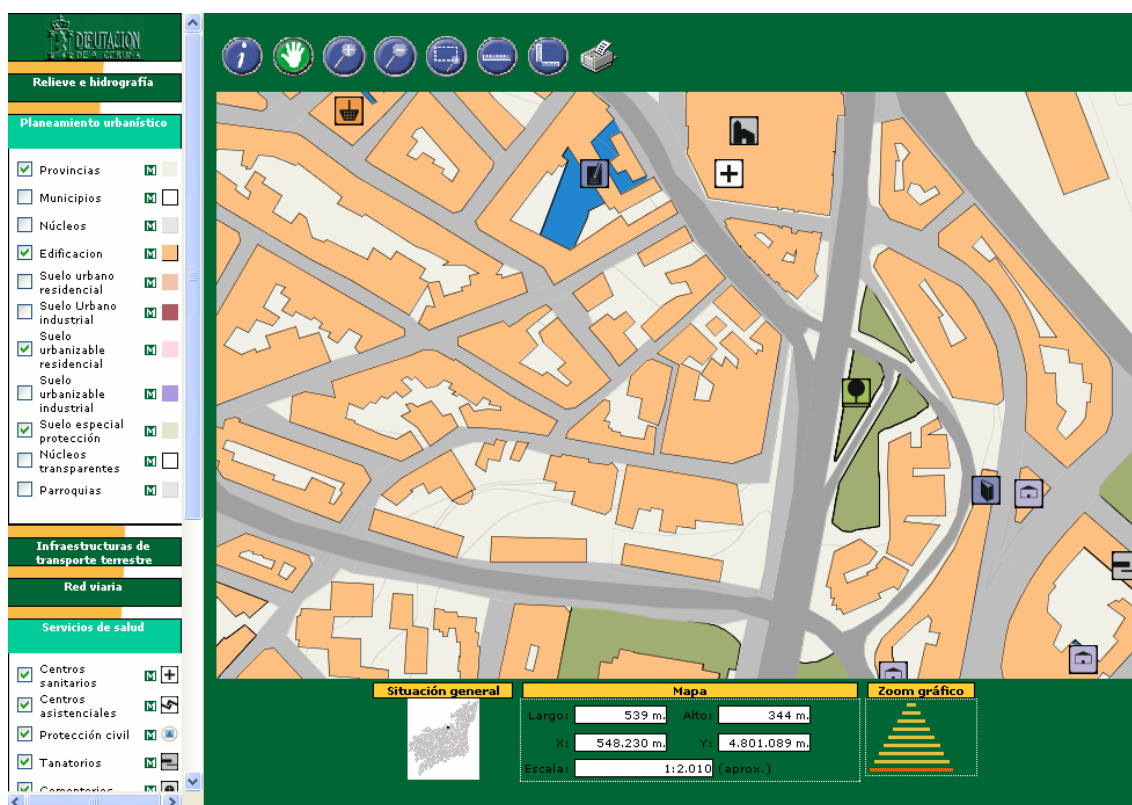 DEPUTACION
DE A CORUÑA
Relieve e hidrografía
Planeamiento urbanístico
Provincias M
Municipios M
Núcleos M
Edificacion M
Suelo urbano
residencial M
Suelo Urbano
industrial M
Suelo
urbanizable
residencial M
Suelo
urbanizable
industrial M
Suelo especial
protección M
Núcleos
transparentes M
Parroquias M
Infraestructuras de
transporte terrestre
Red viaria
Servicios de salud
Centros
sanitarios M
Centros
asistenciales M
Protección civil M
Tanatorios M
Cementerios M
Situación general
Mapa
Zoom gráfico
Largo: 539 m. Alto: 344 m.
X: 548.230 m. Y: 4.801.089 m.
Escala: 1:2.010 (aprox.)